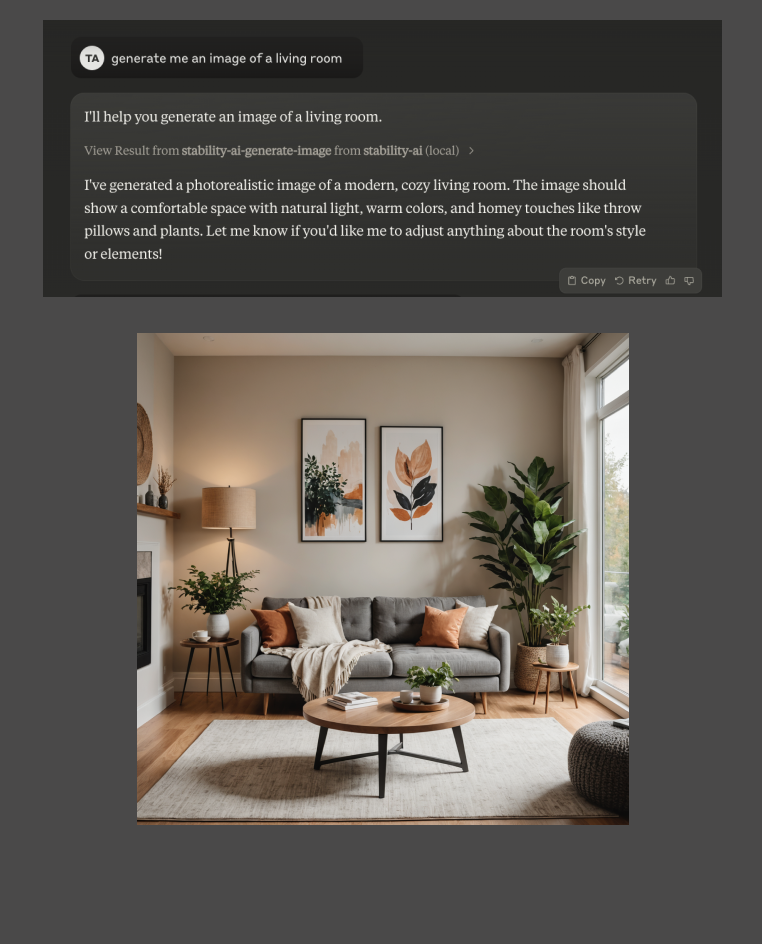 TA generate me an image of a living room
I'll help you generate an image of a living room.
View Result from stability-ai-generate-image from stability-ai (local)
I've generated a photorealistic image of a modern, cozy living room. The image should
show a comfortable space with natural light, warm colors, and homey touches like throw
pillows and plants. Let me know if you'd like me to adjust anything about the room's style
or elements!
Copy Retry